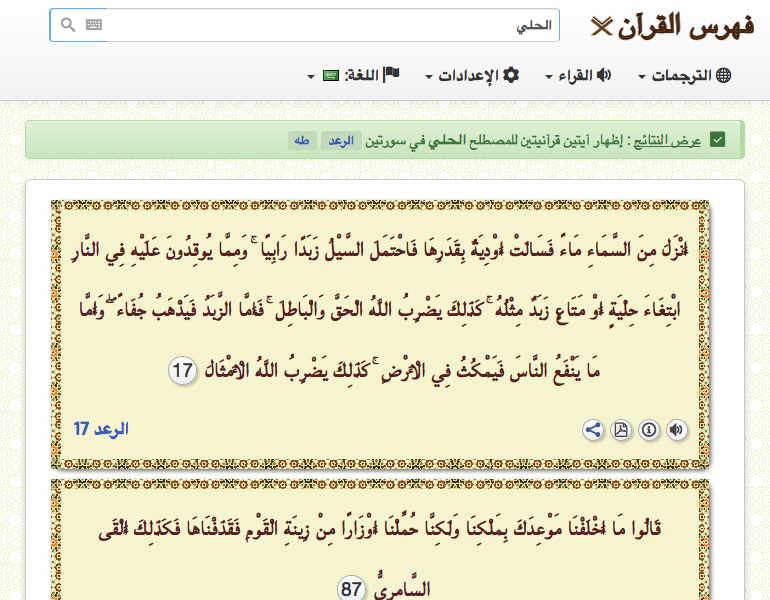 فهرس القرآن
الحلي
الترجمات القراء الإعدادات اللغة:
عرض النتائج : إظهار آيتين قرآنيتين للمصطلح الحلي في سورتين الرعد طه
اَنْزَلَ مِنَ السَّمَاءِ مَاءً فَسَالَتْ اَوْدِيَةٌ بِقَدَرِهَا فَاحْتَمَلَ السَّيْلُ زَبَدًا رَابِيًا ۚ وَمِمَّا يُوقِدُونَ عَلَيْهِ فِي النَّارِ
ابْتِغَاءَ حِلْيَةٍ اَوْ مَتَاعٍ زَبَدٌ مِثْلُهُ ۚ كَذَلِكَ يَضْرِبُ اللَّهُ الْحَقَّ وَالْبَاطِلَ ۚ فَاَمَّا الزَّبَدُ فَيَذْهَبُ جُفَاءً ۖ وَاَمَّا
مَا يَنْفَعُ النَّاسَ فَيَمْكُثُ فِي الْاَرْضِ ۚ كَذَلِكَ يَضْرِبُ اللَّهُ الْاَمْثَالَ 17
الرعد 17
قَالُوا مَا اَخْلَفْنَا مَوْعِدَكَ بِمَلْكِنَا وَلَكِنَّا حُمِّلْنَا اَوْزَارًا مِنْ زِينَةِ الْقَوْمِ فَقَذَفْنَاهَا فَكَذَلِكَ اَلْقَى
السَّامِرِيُّ 87